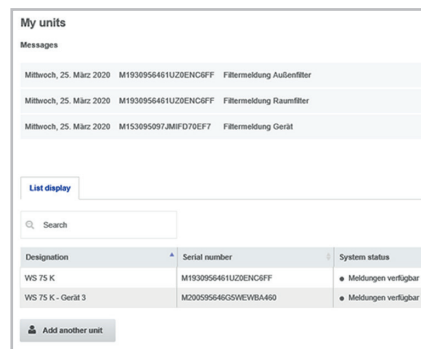 My units
Messages
Mittwoch, 25. März 2020 M1930956461UZ0ENC6FF Filtermeldung Außenfilter
Mittwoch, 25. März 2020 M1930956461UZ0ENC6FF Filtermeldung Raumfilter
Mittwoch, 25. März 2020 M153095097JMIFD70EF7 Filtermeldung Gerät
List display
Search
Designation Serial number System status
WS 75 K M1930956461UZ0ENC6FF Meldungen verfügbar
WS 75 K - Gerät 3 M200595646G5WEWBA460 Meldungen verfügbar
Add another unit